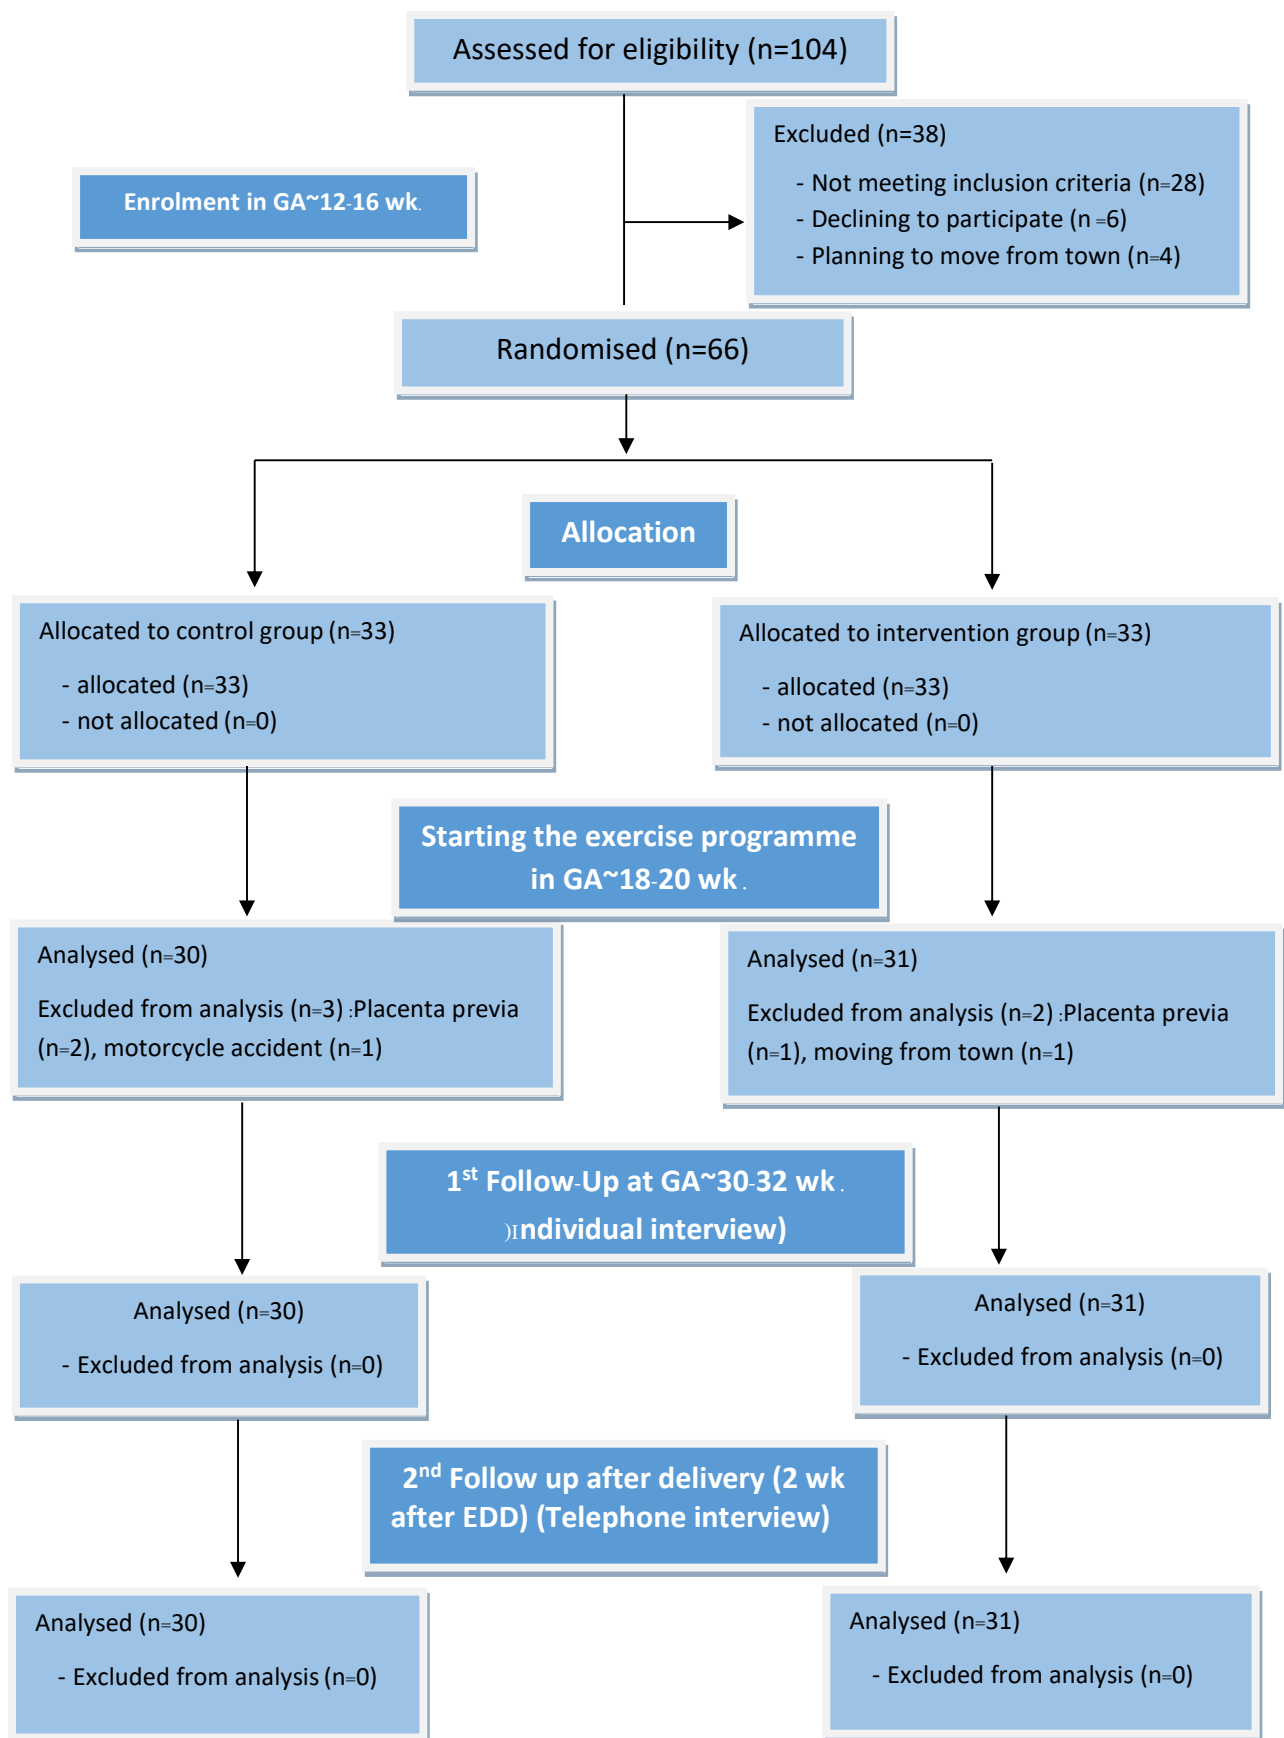 Assessed for eligibility (n=104)
Excluded (n=38)
- Not meeting inclusion criteria (n=28)
- Declining to participate (n =6)
- Planning to move from town (n=4)
Enrolment in GA~12-16 wk.
Randomised (n=66)
Allocation
Allocated to control group (n=33)
- allocated (n=33)
- not allocated (n=0)
Allocated to intervention group (n=33)
- allocated (n=33)
- not allocated (n=0)
Starting the exercise programme
in GA~18-20 wk .
Analysed (n=30)
Excluded from analysis (n=3) :Placenta previa
(n=2), motorcycle accident (n=1)
Analysed (n=31)
Excluded from analysis (n=2) :Placenta previa
(n=1), moving from town (n=1)
1st Follow-Up at GA~30-32 wk .
)Individual interview)
Analysed (n=30)
- Excluded from analysis (n=0)
Analysed (n=31)
- Excluded from analysis (n=0)
2nd Follow up after delivery (2 wk
after EDD) (Telephone interview)
Analysed (n=30)
- Excluded from analysis (n=0)
Analysed (n=31)
- Excluded from analysis (n=0)